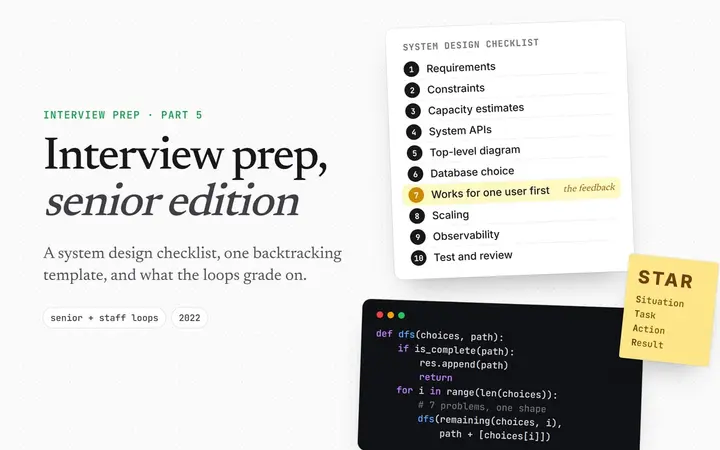 INTERVIEW PREP · PART 5
Interview prep,
senior edition
A system design checklist, one backtracking
template, and what the loops grade on.
senior + staff loops
2022
SYSTEM DESIGN CHECKLIST
1 Requirements
2 Constraints
3 Capacity estimates
4 System APIs
5 Top-level diagram
6 Database choice
7 Works for one user first the feedback
8 Scaling
9 Observability
10 Test and review
STAR
Situation
Task
Action
Result
def dfs(choices, path):
    if is_complete(path):
        res.append(path)
        return
    for i in range(len(choices)):
        # 7 problems, one shape
        dfs(remaining(choices, i),
            path + [choices[i]])